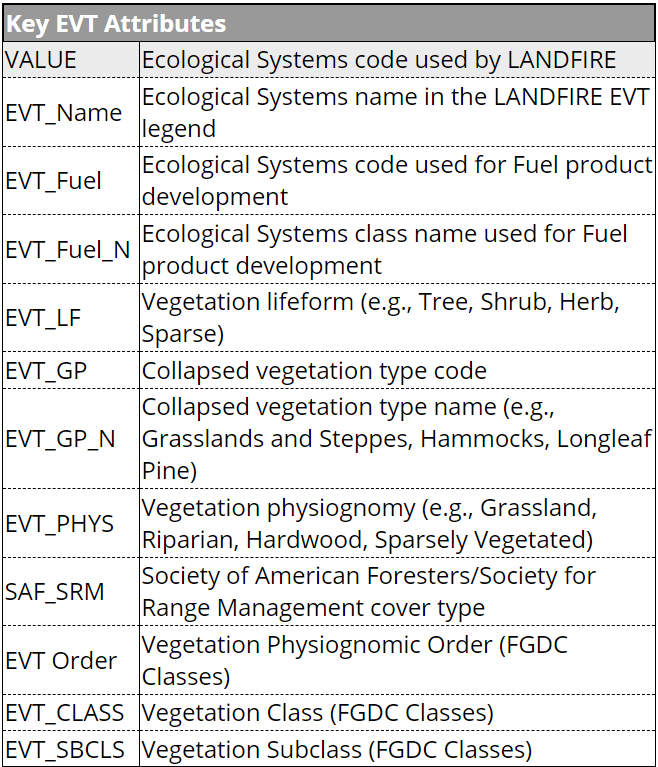 Key EVT Attributes
VALUE Ecological Systems code used by LANDFIRE
EVT_Name Ecological Systems name in the LANDFIRE EVT
legend
EVT_Fuel Ecological Systems code used for Fuel product
development
EVT_Fuel_N Ecological Systems class name used for Fuel
product development
EVT_LF Vegetation lifeform (e.g., Tree, Shrub, Herb,
Sparse)
EVT_GP Collapsed vegetation type code
EVT_GP_N Collapsed vegetation type name (e.g.,
Grasslands and Steppes, Hammocks, Longleaf
Pine)
EVT_PHYS Vegetation physiognomy (e.g., Grassland,
Riparian, Hardwood, Sparsely Vegetated)
SAF_SRM Society of American Foresters/Society for
Range Management cover type
EVT Order Vegetation Physiognomic Order (FGDC
Classes)
EVT_CLASS Vegetation Class (FGDC Classes)
EVT_SBCLS Vegetation Subclass (FGDC Classes)